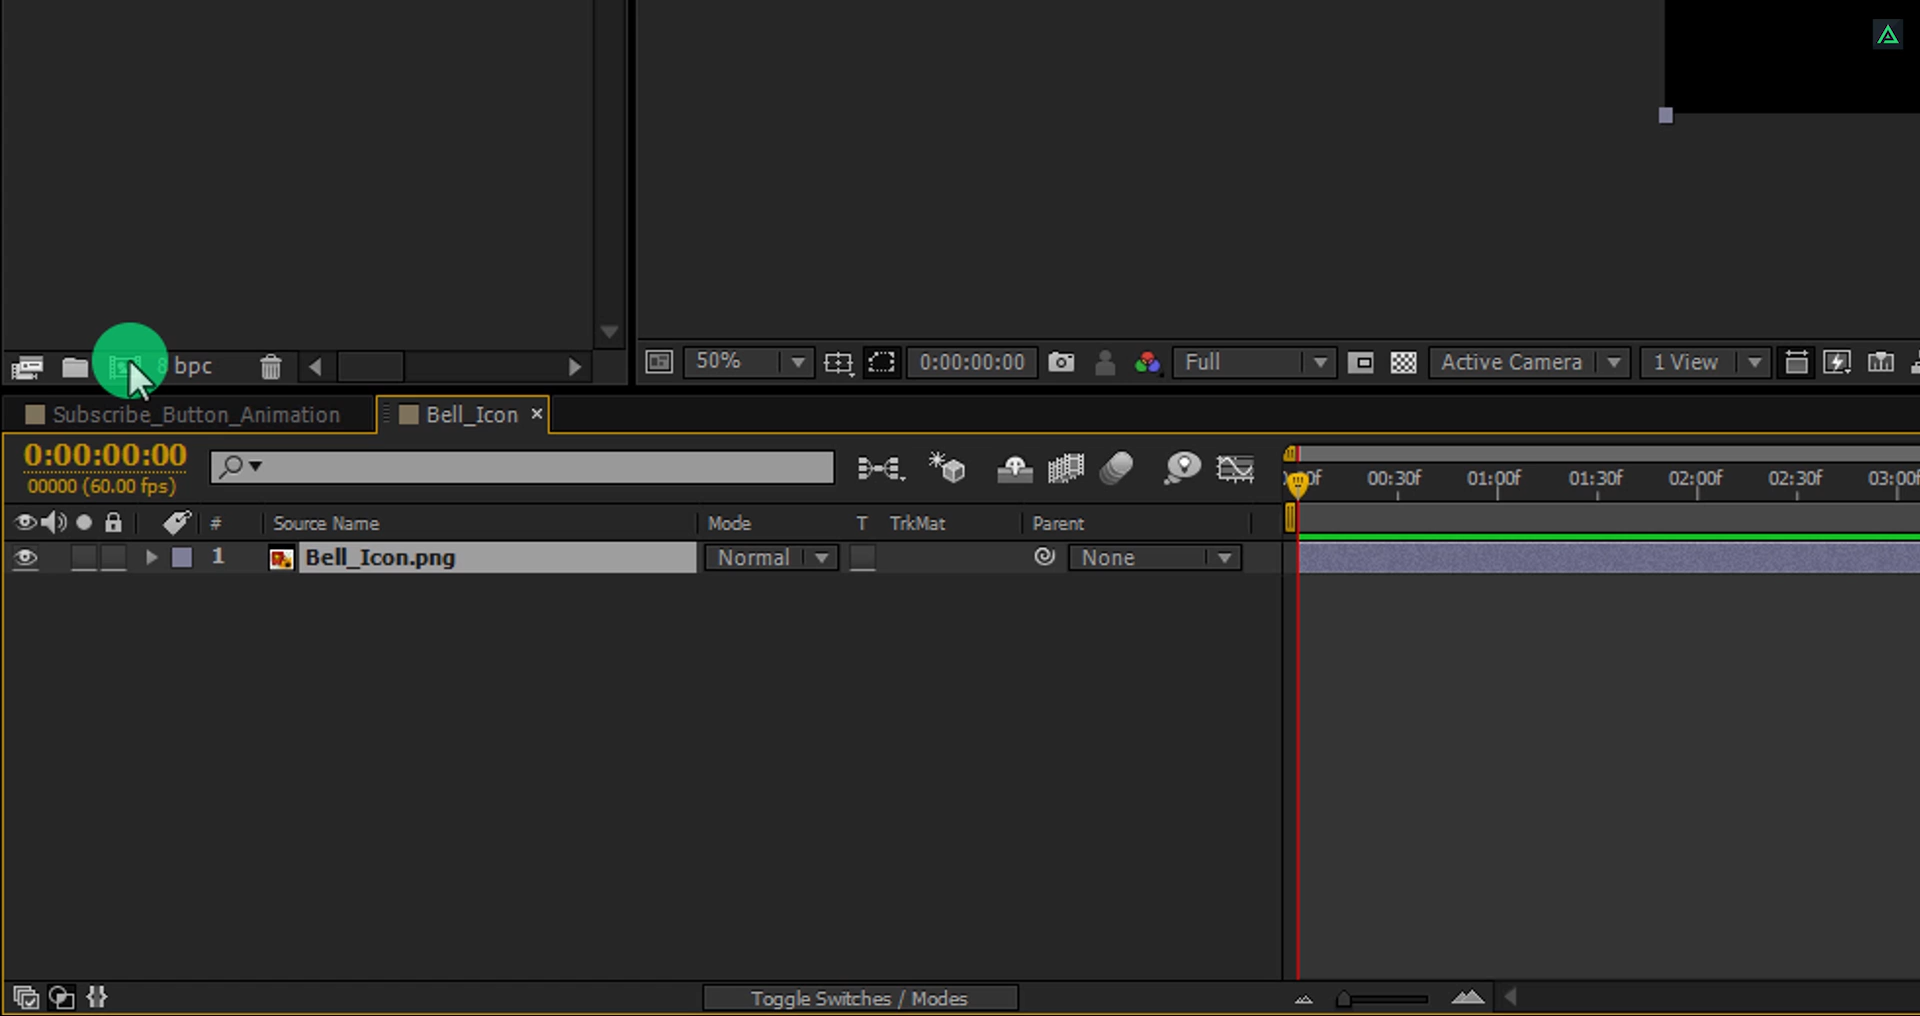 8 bpc
50%
0:00:00:00
Full
Active Camera
1 View
Subscribe_Button_Animation
Bell_Icon ×
0:00:00:00
00000 (60.00 fps)
00:30f 01:00f 01:30f 02:00f 02:30f 03:00f
# Source Name Mode T TrkMat Parent
1 Bell_Icon.png Normal None
Toggle Switches / Modes